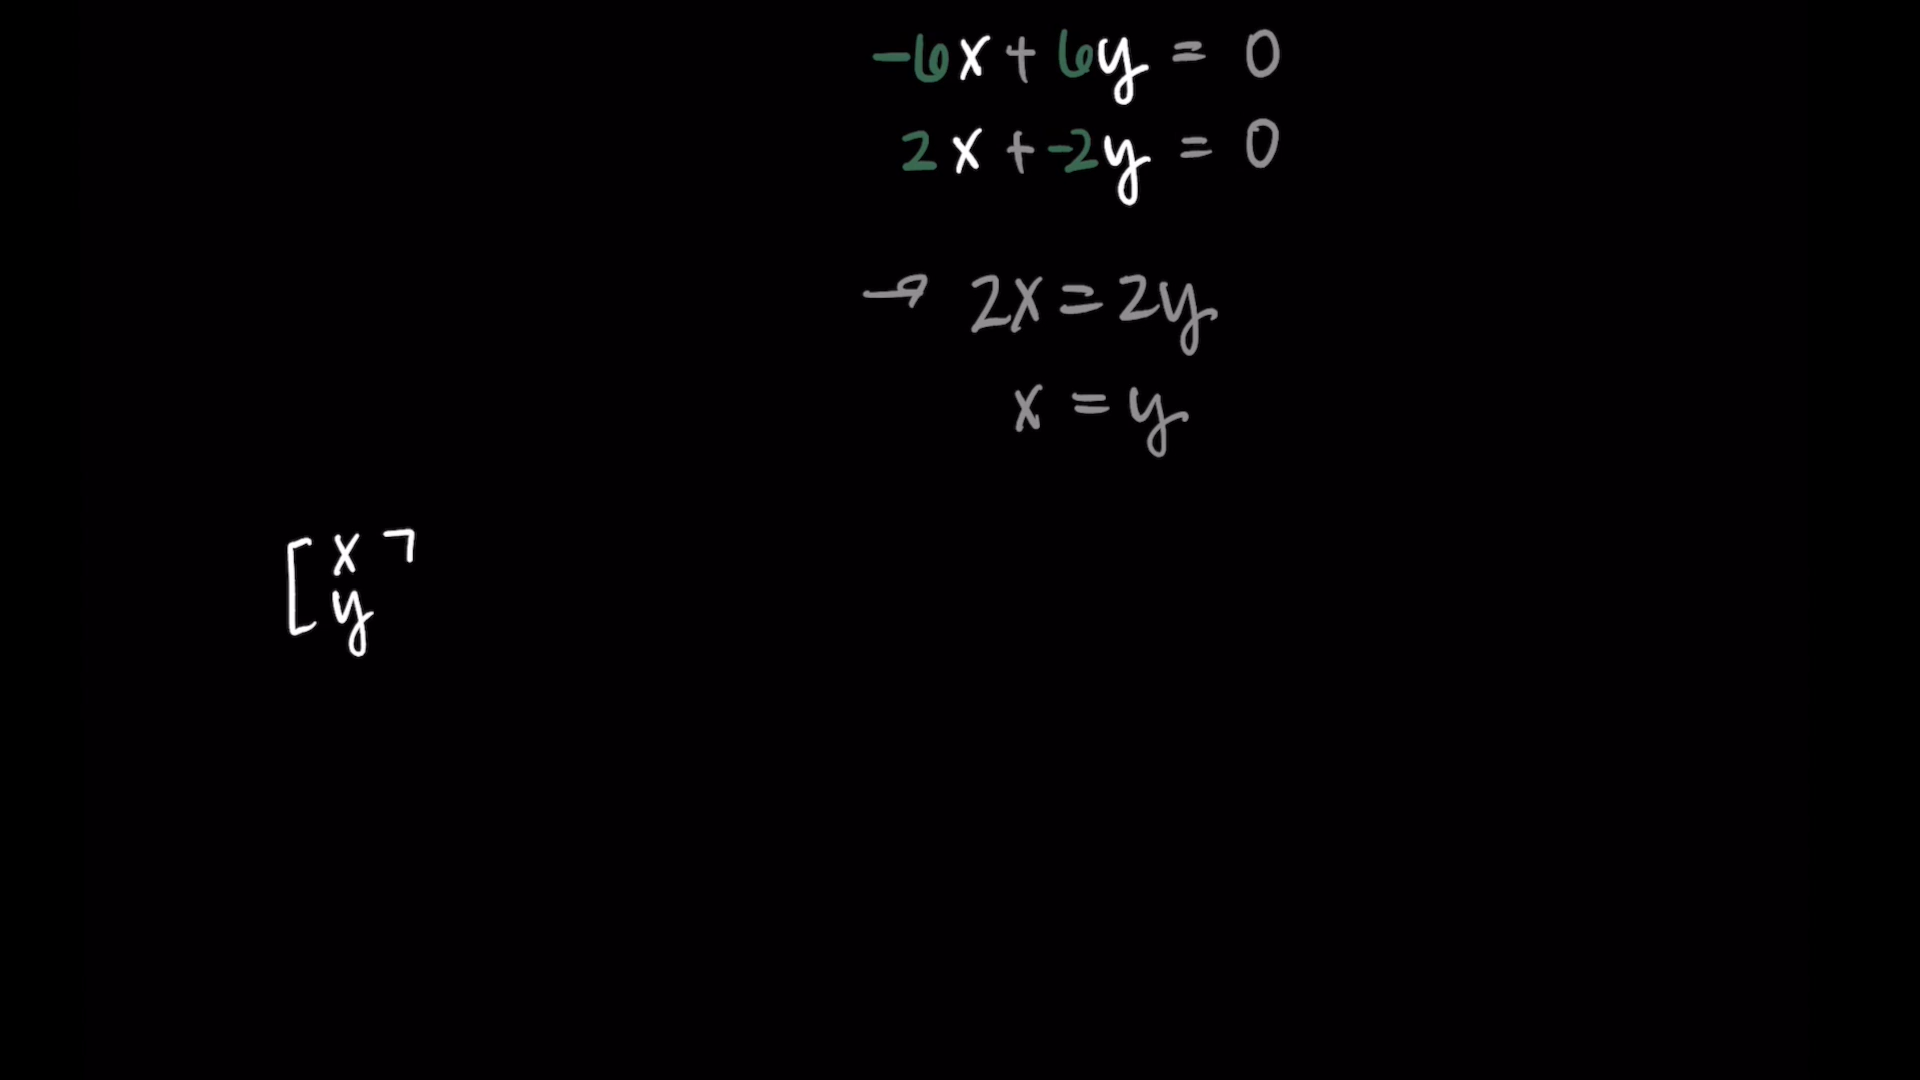 -6x + 6y = 0
2x + -2y = 0
→ 2x = 2y
x = y
[x ]
y